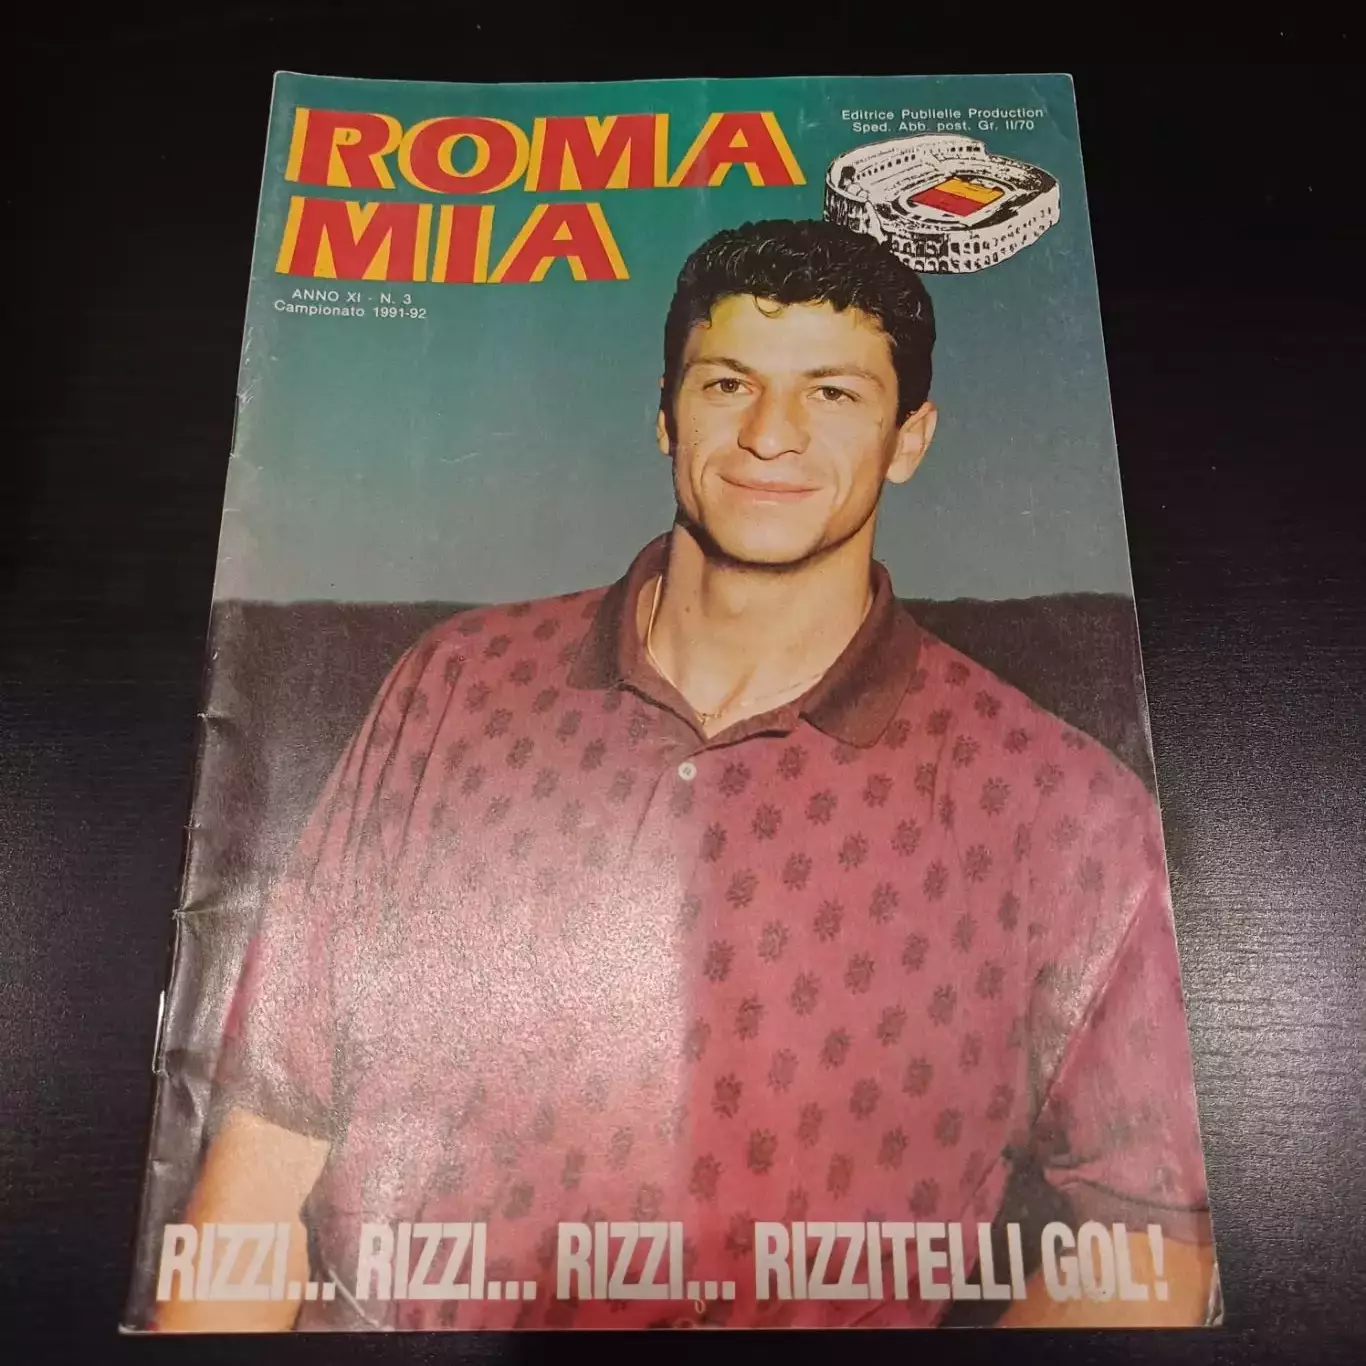 ROMA
MIA
ANNO XI - N. 3
Campionato 1991-92
Editrice Publielle Production
Sped. Abb. post. Gr. II/70
RIZZI... RIZZI... RIZZI... RIZZITELLI GOL!